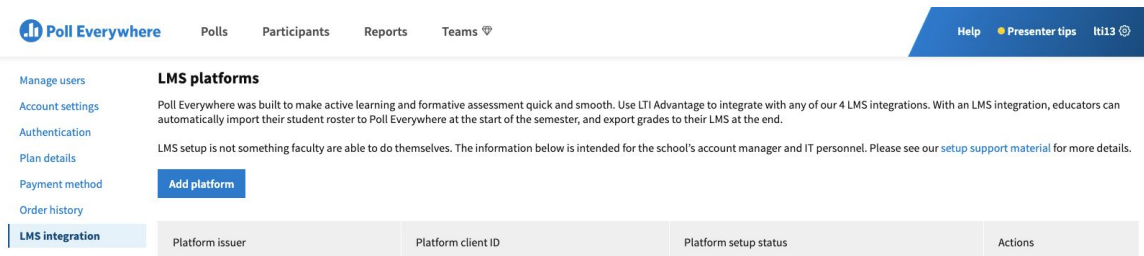 Poll Everywhere
Polls
Participants
Reports
Teams
Help
Presenter tips
lti13
Manage users
Account settings
Authentication
Plan details
Payment method
Order history
LMS integration
LMS platforms
Poll Everywhere was built to make active learning and formative assessment quick and smooth. Use LTI Advantage to integrate with any of our 4 LMS integrations. With an LMS integration, educators can
automatically import their student roster to Poll Everywhere at the start of the semester, and export grades to their LMS at the end.
LMS setup is not something faculty are able to do themselves. The information below is intended for the school's account manager and IT personnel. Please see our setup support material for more details.
Add platform
Platform issuer
Platform client ID
Platform setup status
Actions